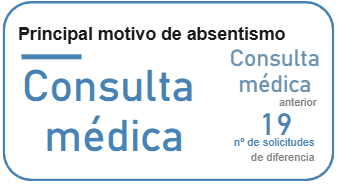 Principal motivo de absentismo
Consulta
médica
Consulta
médica
anterior
19
nº de solicitudes
de diferencia